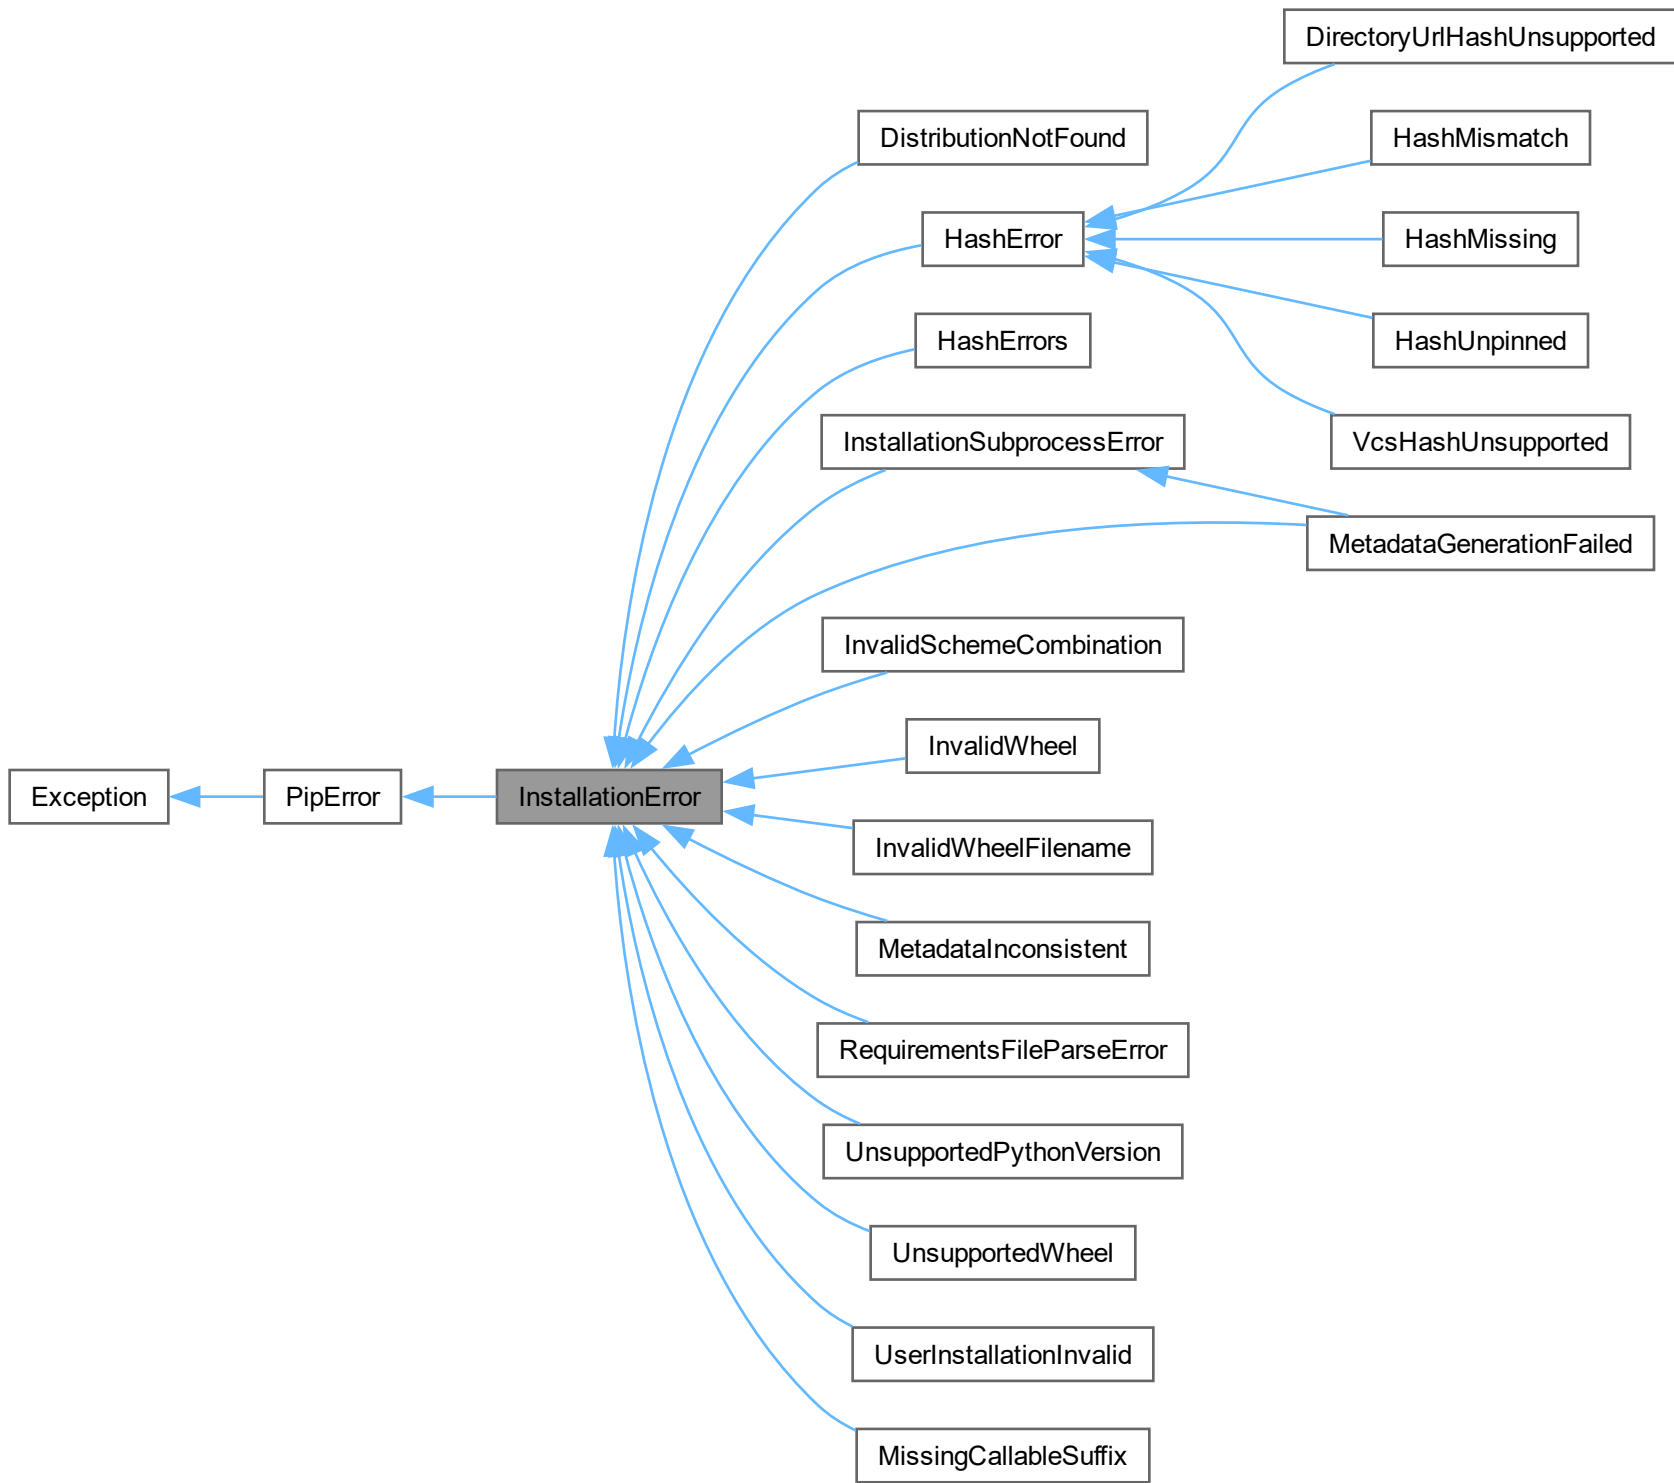 DirectoryUrlHashUnsupported
DistributionNotFound
HashMismatch
HashError
HashMissing
HashErrors
HashUnpinned
InstallationSubprocessError
VcsHashUnsupported
MetadataGenerationFailed
InvalidSchemeCombination
InvalidWheel
Exception
PipError
InstallationError
InvalidWheelFilename
MetadataInconsistent
RequirementsFileParseError
UnsupportedPythonVersion
UnsupportedWheel
UserInstallationInvalid
MissingCallableSuffix